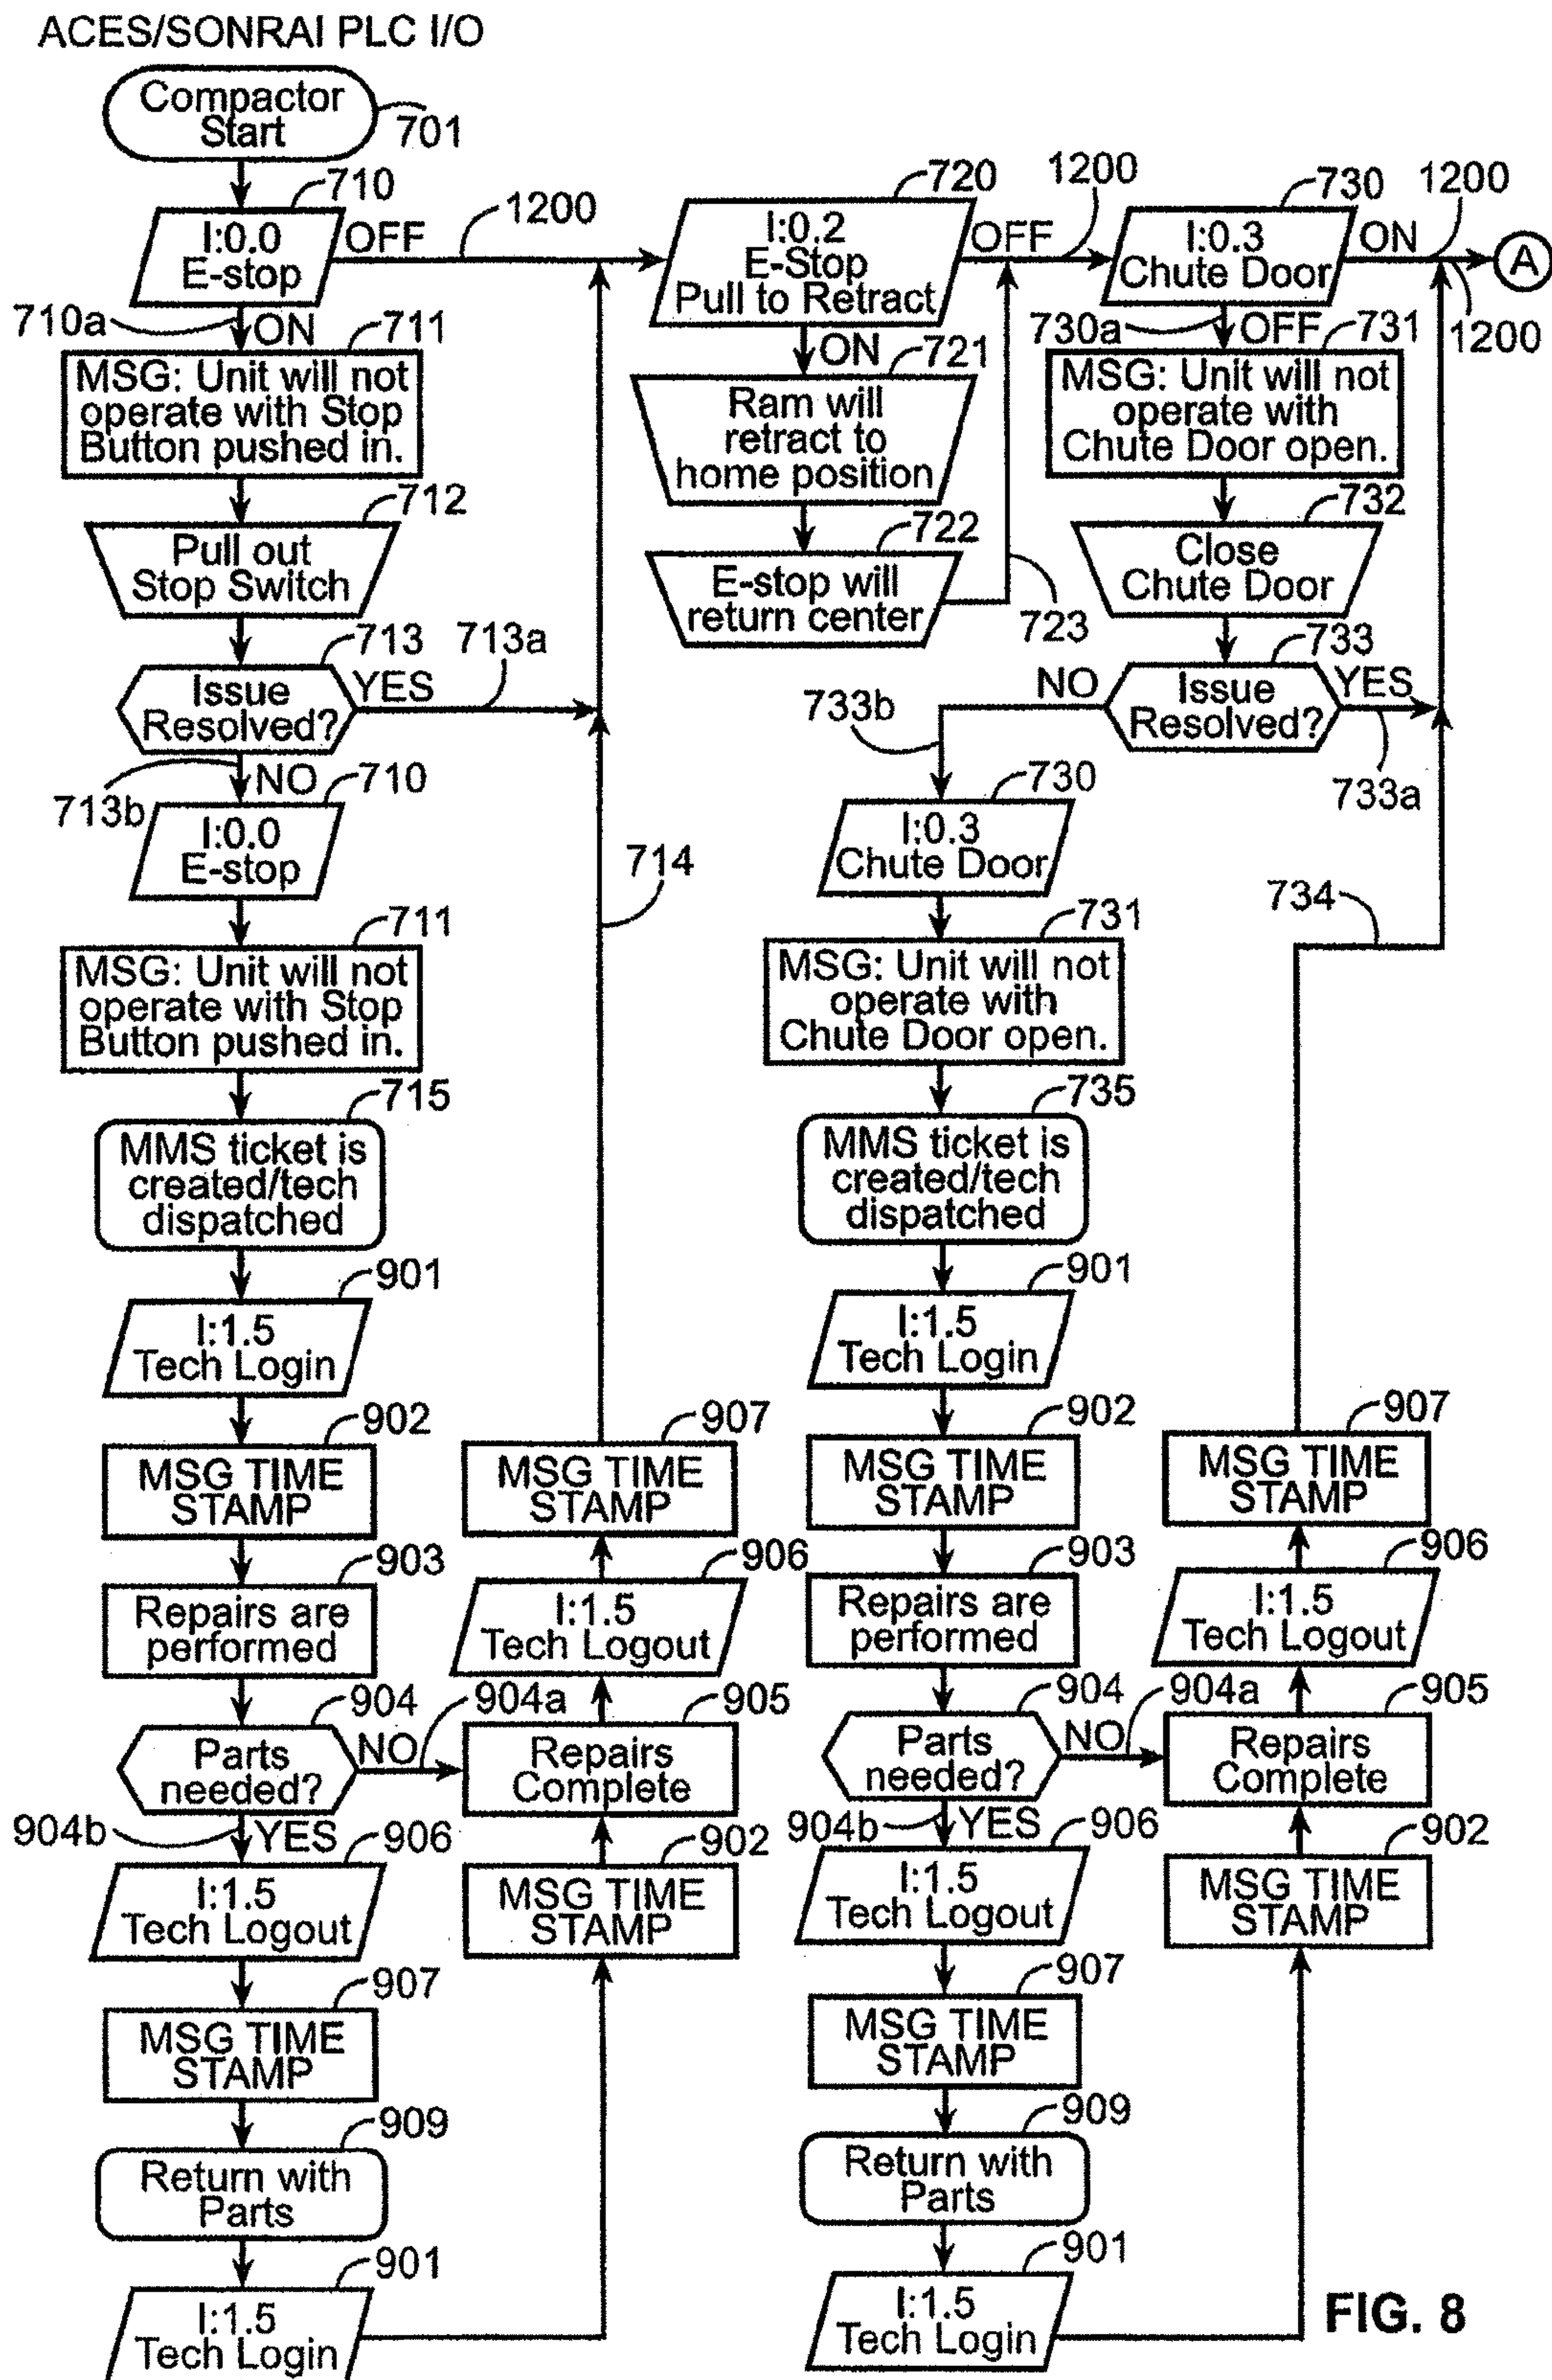 ACES/SONRAI PLC I/O
Compactor
Start
701
710
I:0.0
E-stop
OFF
1200
710a
ON
711
MSG: Unit will not
operate with Stop
Button pushed in.
712
Pull out
Stop Switch
713
Issue
Resolved?
YES
713a
713b
NO
710
I:0.0
E-stop
711
MSG: Unit will not
operate with Stop
Button pushed in.
715
MMS ticket is
created/tech
dispatched
901
I:1.5
Tech Login
902
MSG TIME
STAMP
903
Repairs are
performed
904
Parts
needed?
NO
904a
904b
YES
906
I:1.5
Tech Logout
907
MSG TIME
STAMP
909
Return with
Parts
901
I:1.5
Tech Login
714
907
MSG TIME
STAMP
906
I:1.5
Tech Logout
905
Repairs
Complete
902
MSG TIME
STAMP
720
I:0.2
E-Stop
Pull to Retract
OFF
1200
ON
721
Ram will
retract to
home position
722
E-stop will
return center
723
730
I:0.3
Chute Door
ON
1200
A
1200
730a
OFF
731
MSG: Unit will not
operate with
Chute Door open.
732
Close
Chute Door
733
Issue
Resolved?
YES
733a
NO
733b
730
I:0.3
Chute Door
731
MSG: Unit will not
operate with
Chute Door open.
735
MMS ticket is
created/tech
dispatched
901
I:1.5
Tech Login
902
MSG TIME
STAMP
903
Repairs are
performed
904
Parts
needed?
NO
904a
904b
YES
906
I:1.5
Tech Logout
907
MSG TIME
STAMP
909
Return with
Parts
901
I:1.5
Tech Login
734
907
MSG TIME
STAMP
906
I:1.5
Tech Logout
905
Repairs
Complete
902
MSG TIME
STAMP
FIG. 8